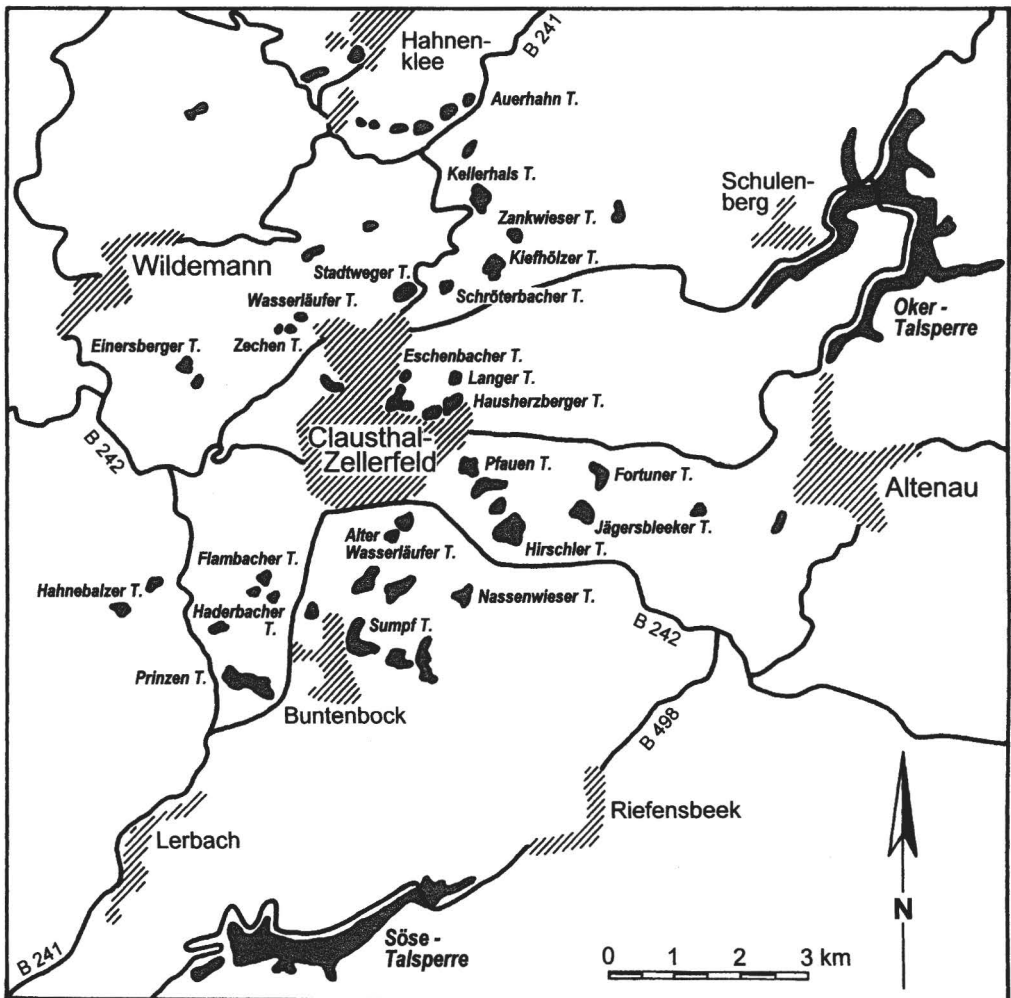 Hahnen-
klee
B 241
Auerhahn T.
Kellerhals T.
Schulen-
berg
Zankwieser T.
Wildemann
Kiefhölzer T.
Stadtweger T.
Schröterbacher T.
Wasserläufer T.
Oker -
Talsperre
Einersberger T.
Zechen T.
Eschenbacher T.
Langer T.
Hausherzberger T.
B 242
Clausthal-
Zellerfeld
Pfauen T.
Fortuner T.
Altenau
Jägersbleeker T.
Alter
Wasserläufer T.
Hirschler T.
Flambacher T.
Hahnebalzer T.
Nassenwieser T.
Haderbacher
T.
Sumpf T.
B 242
Prinzen T.
Buntenbock
B 498
Riefensbeek
Lerbach
N
Söse -
Talsperre
B 241
0 1 2 3 km